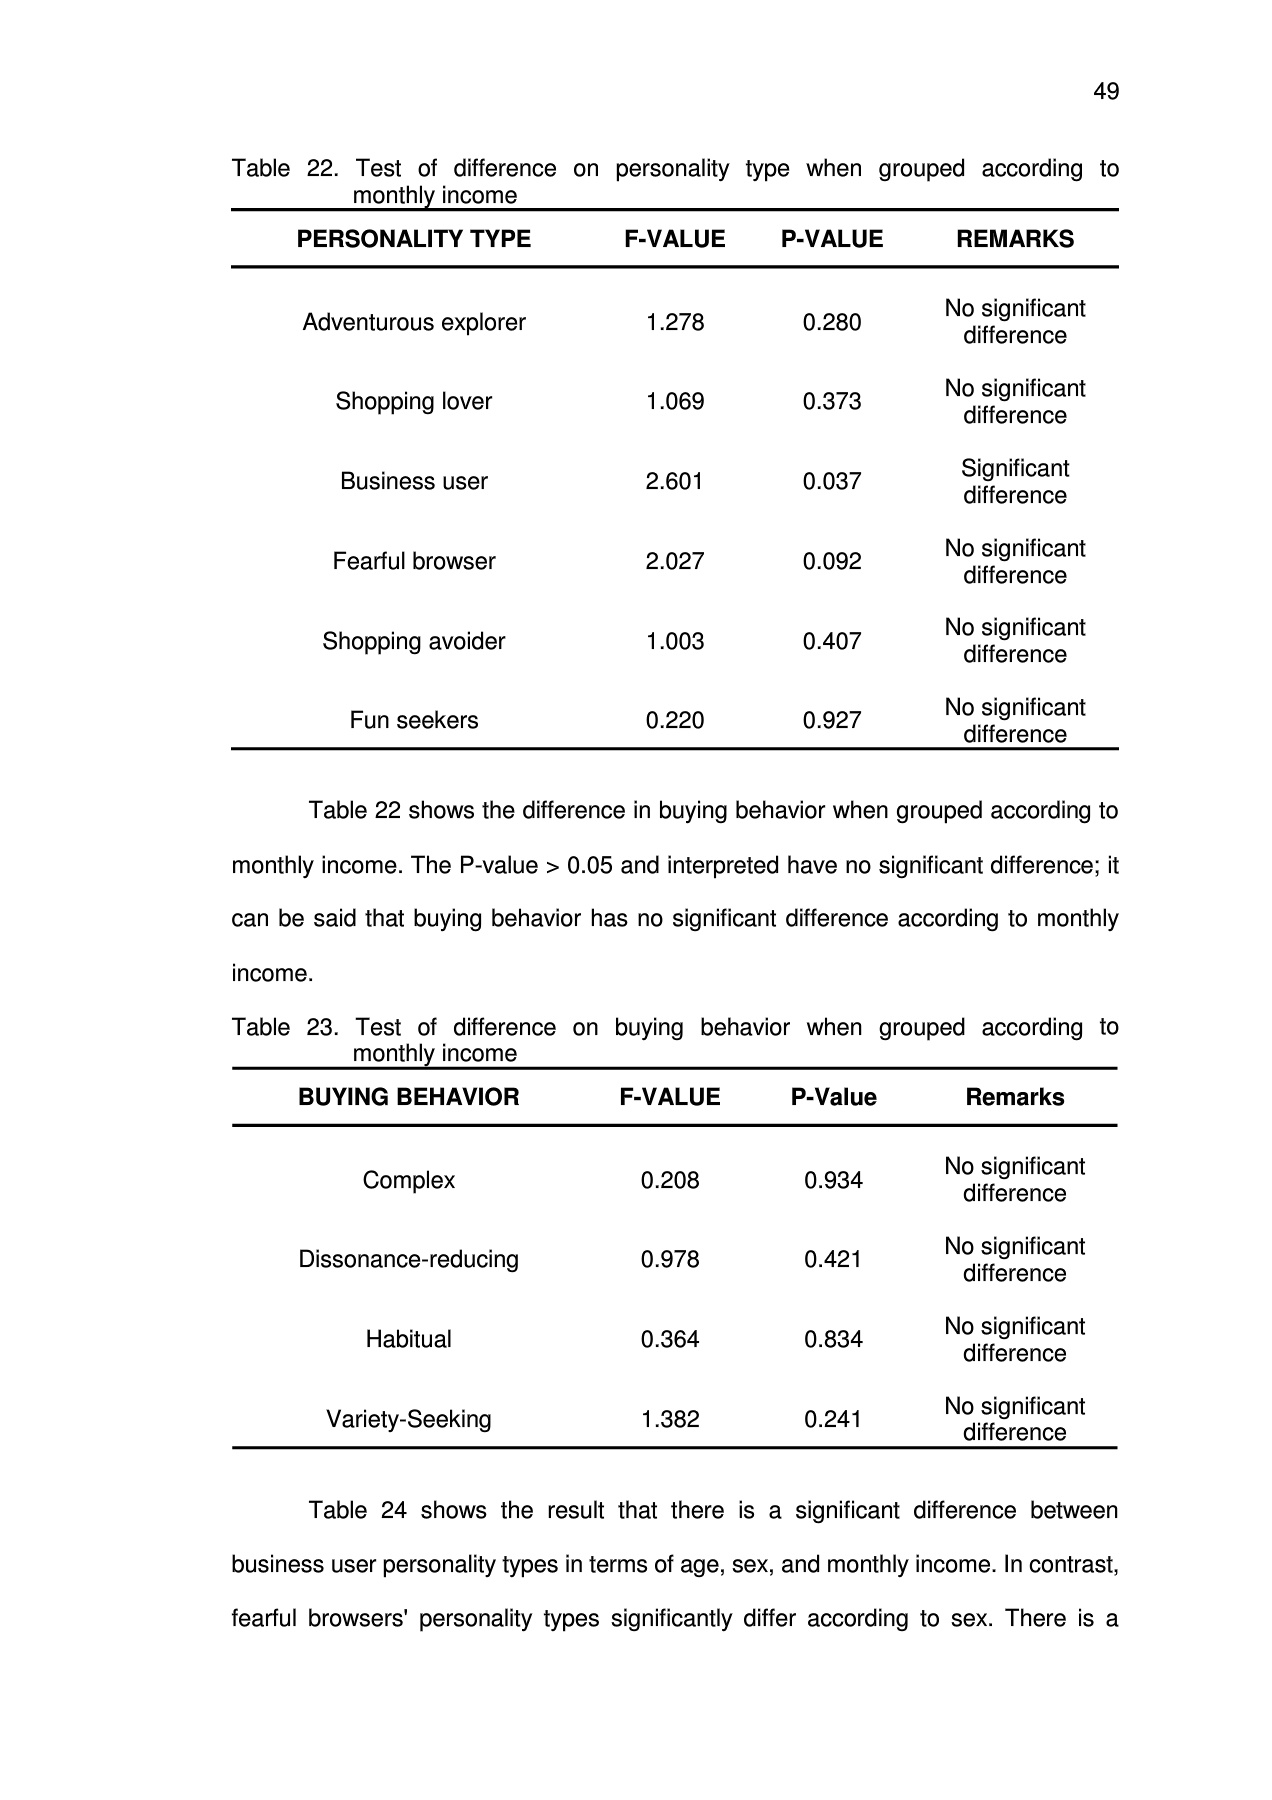 49
Table 22. Test of difference on personality type when grouped according to
monthly income
PERSONALITY TYPE F-VALUE P-VALUE REMARKS
Adventurous explorer 1.278 0.280 No significant
difference
Shopping lover 1.069 0.373 No significant
difference
Business user 2.601 0.037 Significant
difference
Fearful browser 2.027 0.092 No significant
difference
Shopping avoider 1.003 0.407 No significant
difference
Fun seekers 0.220 0.927 No significant
difference
Table 22 shows the difference in buying behavior when grouped according to
monthly income. The P-value > 0.05 and interpreted have no significant difference; it
can be said that buying behavior has no significant difference according to monthly
income.
Table 23. Test of difference on buying behavior when grouped according to
monthly income
BUYING BEHAVIOR F-VALUE P-Value Remarks
Complex 0.208 0.934 No significant
difference
Dissonance-reducing 0.978 0.421 No significant
difference
Habitual 0.364 0.834 No significant
difference
Variety-Seeking 1.382 0.241 No significant
difference
Table 24 shows the result that there is a significant difference between
business user personality types in terms of age, sex, and monthly income. In contrast,
fearful browsers' personality types significantly differ according to sex. There is a